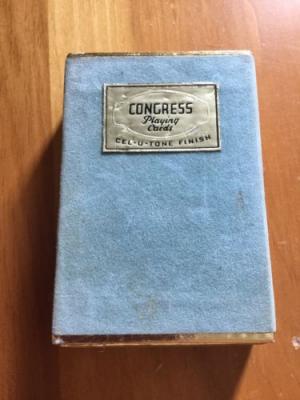 CONGRESS
Playing
Cards
CEL-U-TONE FINISH